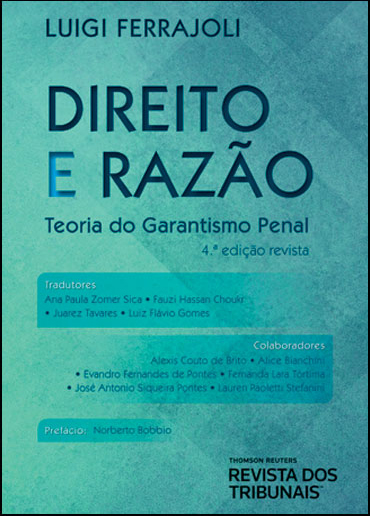 LUIGI FERRAJOLI
DIREITO
E RAZÃO
Teoria do Garantismo Penal
4.ª edição revista
Tradutores
Ana Paula Zomer Sica • Fauzi Hassan Choukr
• Juarez Tavares • Luiz Flávio Gomes
Colaboradores
Alexis Couto de Brito • Alice Bianchini
• Evandro Fernandes de Pontes • Fernanda Lara Tórtima
• José Antonio Siqueira Pontes • Lauren Paoletti Stefanini
Prefácio: Norberto Bobbio
THOMSON REUTERS
REVISTA DOS
TRIBUNAIS™